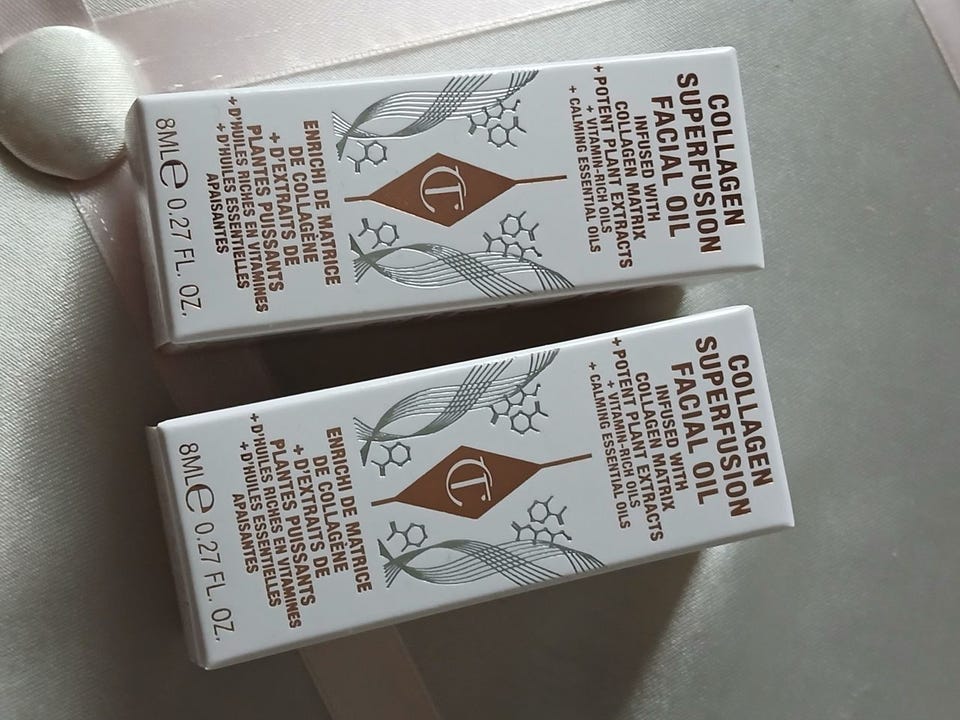 COLLAGEN
SUPERFUSION
FACIAL OIL
INFUSED WITH
COLLAGEN MATRIX
+ POTENT PLANT EXTRACTS
+ VITAMIN-RICH OILS
+ CALMING ESSENTIAL OILS
CT
ENRICHI DE MATRICE
DE COLLAGÈNE
+ D'EXTRAITS DE
PLANTES PUISSANTS
+ D'HUILES RICHES EN VITAMINES
+ D'HUILES ESSENTIELLES
APAISANTES
8ML℮ 0.27 FL. OZ.
COLLAGEN
SUPERFUSION
FACIAL OIL
INFUSED WITH
COLLAGEN MATRIX
+ POTENT PLANT EXTRACTS
+ VITAMIN-RICH OILS
+ CALMING ESSENTIAL OILS
CT
ENRICHI DE MATRICE
DE COLLAGÈNE
+ D'EXTRAITS DE
PLANTES PUISSANTS
+ D'HUILES RICHES EN VITAMINES
+ D'HUILES ESSENTIELLES
APAISANTES
8ML℮ 0.27 FL. OZ.